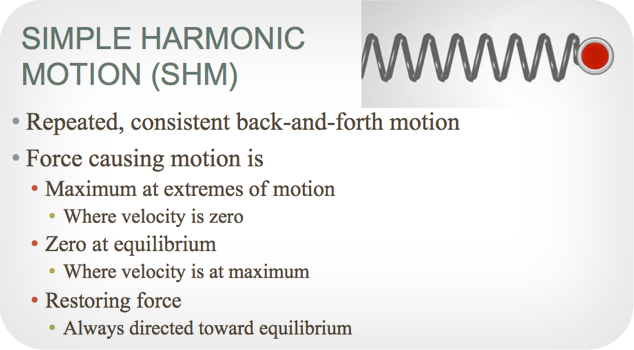 SIMPLE HARMONIC
MOTION (SHM)
• Repeated, consistent back-and-forth motion
• Force causing motion is
• Maximum at extremes of motion
• Where velocity is zero
• Zero at equilibrium
• Where velocity is at maximum
• Restoring force
• Always directed toward equilibrium